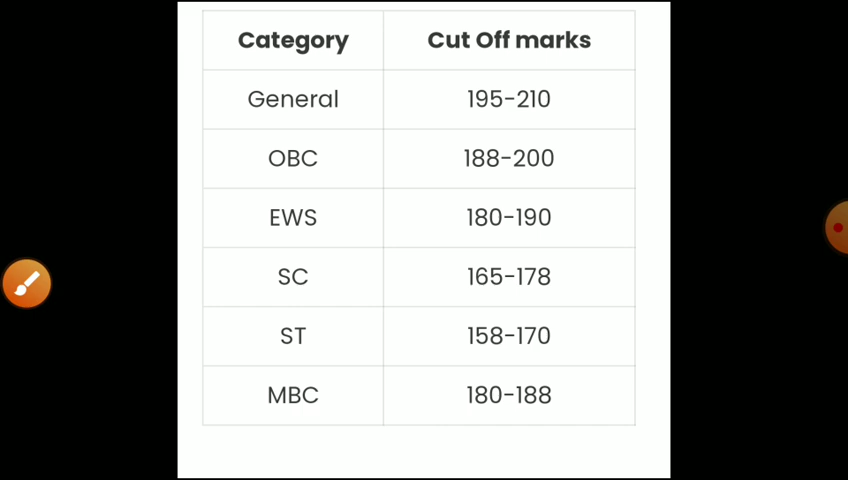 Category Cut Off marks
General 195-210
OBC 188-200
EWS 180-190
SC 165-178
ST 158-170
MBC 180-188